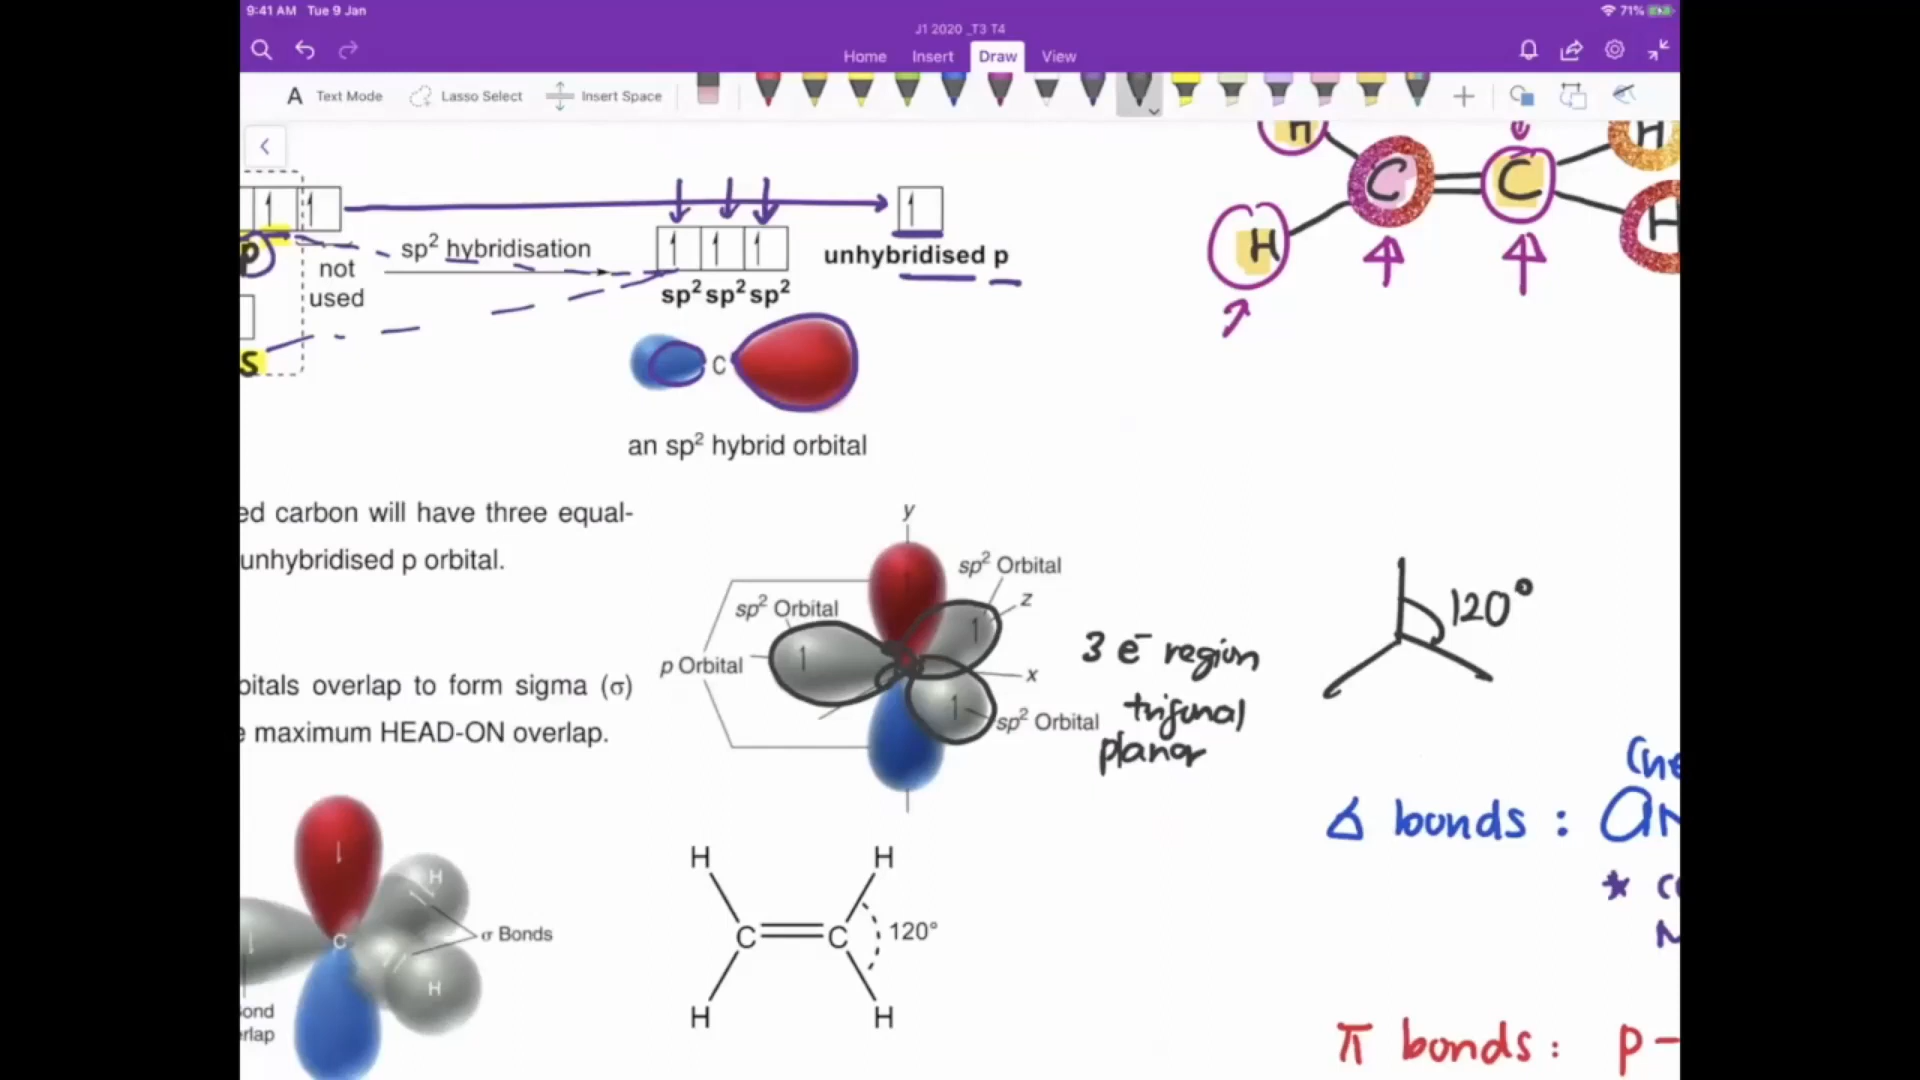 9:41 AM Tue 9 Jan
71%
J1 2020 _T3 T4
Home Insert Draw View
A Text Mode Lasso Select Insert Space
H
C
C
H
H
H
p
not
used
sp² hybridisation
sp² sp² sp²
unhybridised p
s
C
an sp² hybrid orbital
ed carbon will have three equal-
unhybridised p orbital.
y
sp² Orbital
z
sp² Orbital
p Orbital
x
sp² Orbital
3 e⁻ region
trigonal
planar
120°
bitals overlap to form sigma (σ)
e maximum HEAD-ON overlap.
bonds :
H
C
σ Bonds
H
ond
erlap
H H
C C 120°
H H
π bonds : p-